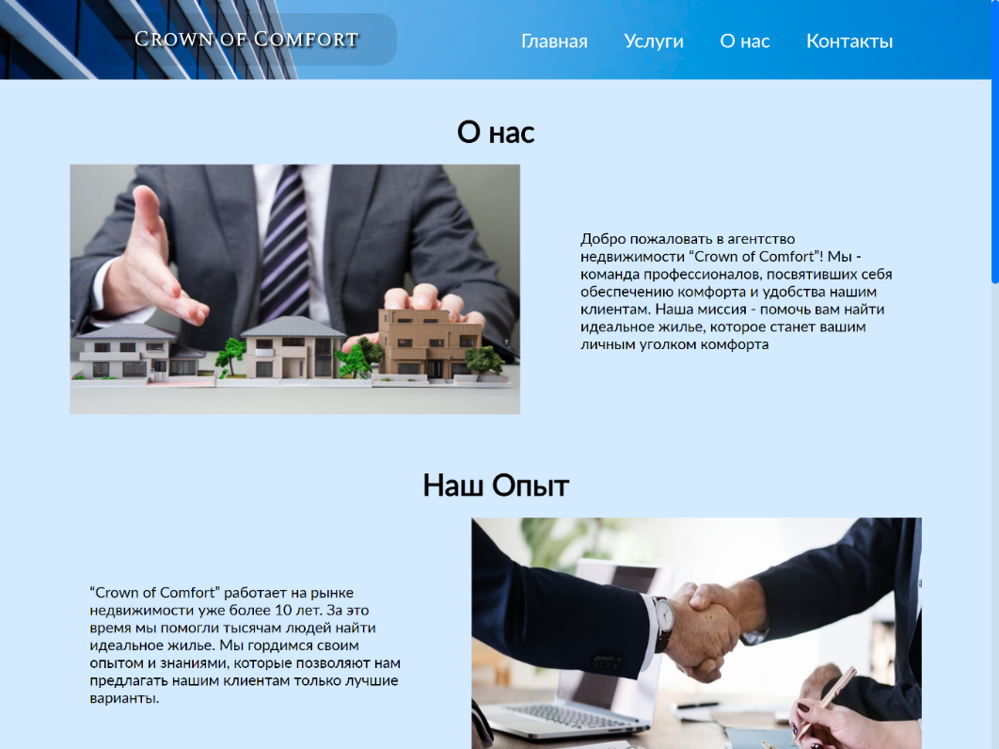 CROWN OF COMFORT
Главная Услуги О нас Контакты
О нас
Добро пожаловать в агентство
недвижимости “Crown of Comfort”! Мы -
команда профессионалов, посвятивших себя
обеспечению комфорта и удобства нашим
клиентам. Наша миссия - помочь вам найти
идеальное жилье, которое станет вашим
личным уголком комфорта
Наш Опыт
“Crown of Comfort” работает на рынке
недвижимости уже более 10 лет. За это
время мы помогли тысячам людей найти
идеальное жилье. Мы гордимся своим
опытом и знаниями, которые позволяют нам
предлагать нашим клиентам только лучшие
варианты.